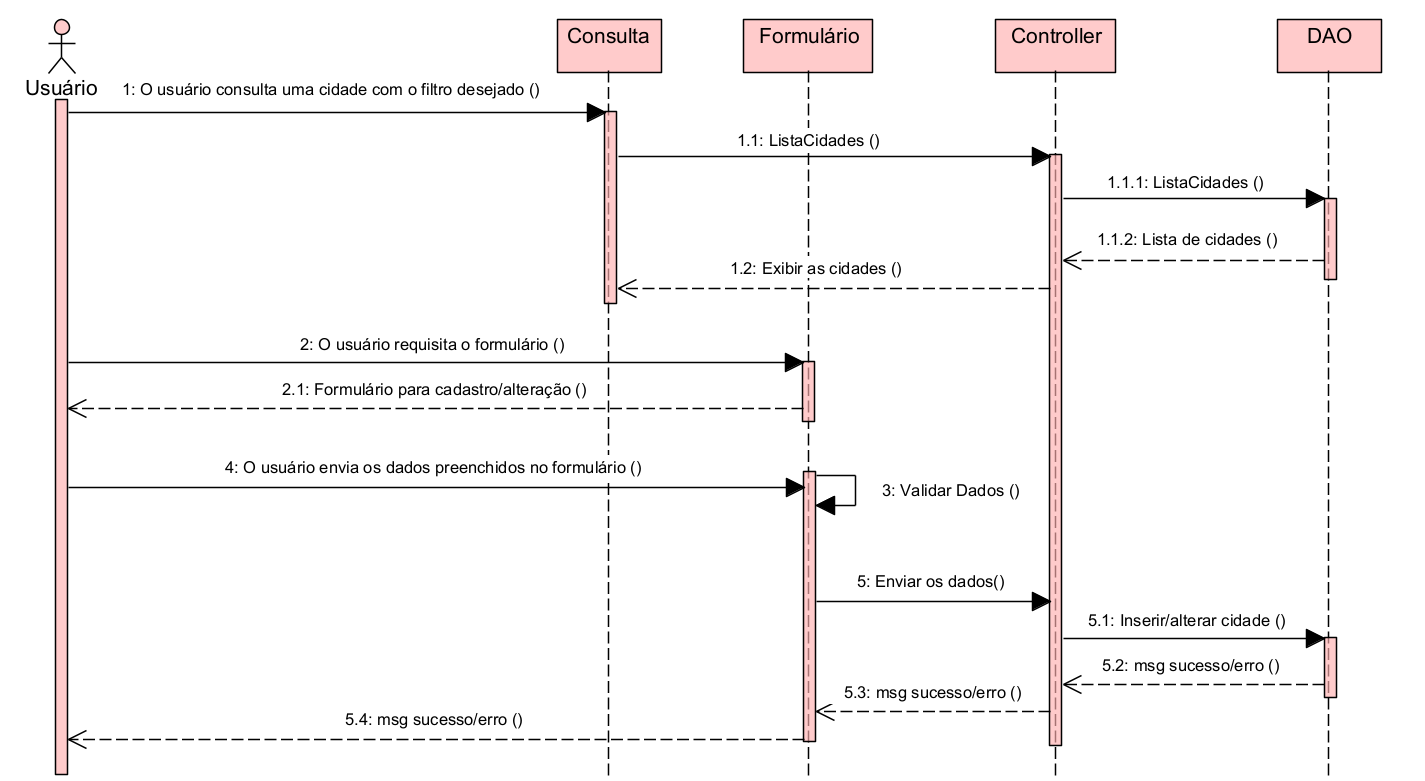 Consulta
Formulário
Controller
DAO
Usuário
1: O usuário consulta uma cidade com o filtro desejado ()
1.1: ListaCidades ()
1.1.1: ListaCidades ()
1.1.2: Lista de cidades ()
1.2: Exibir as cidades ()
2: O usuário requisita o formulário ()
2.1: Formulário para cadastro/alteração ()
4: O usuário envia os dados preenchidos no formulário ()
3: Validar Dados ()
5: Enviar os dados()
5.1: Inserir/alterar cidade ()
5.2: msg sucesso/erro ()
5.3: msg sucesso/erro ()
5.4: msg sucesso/erro ()